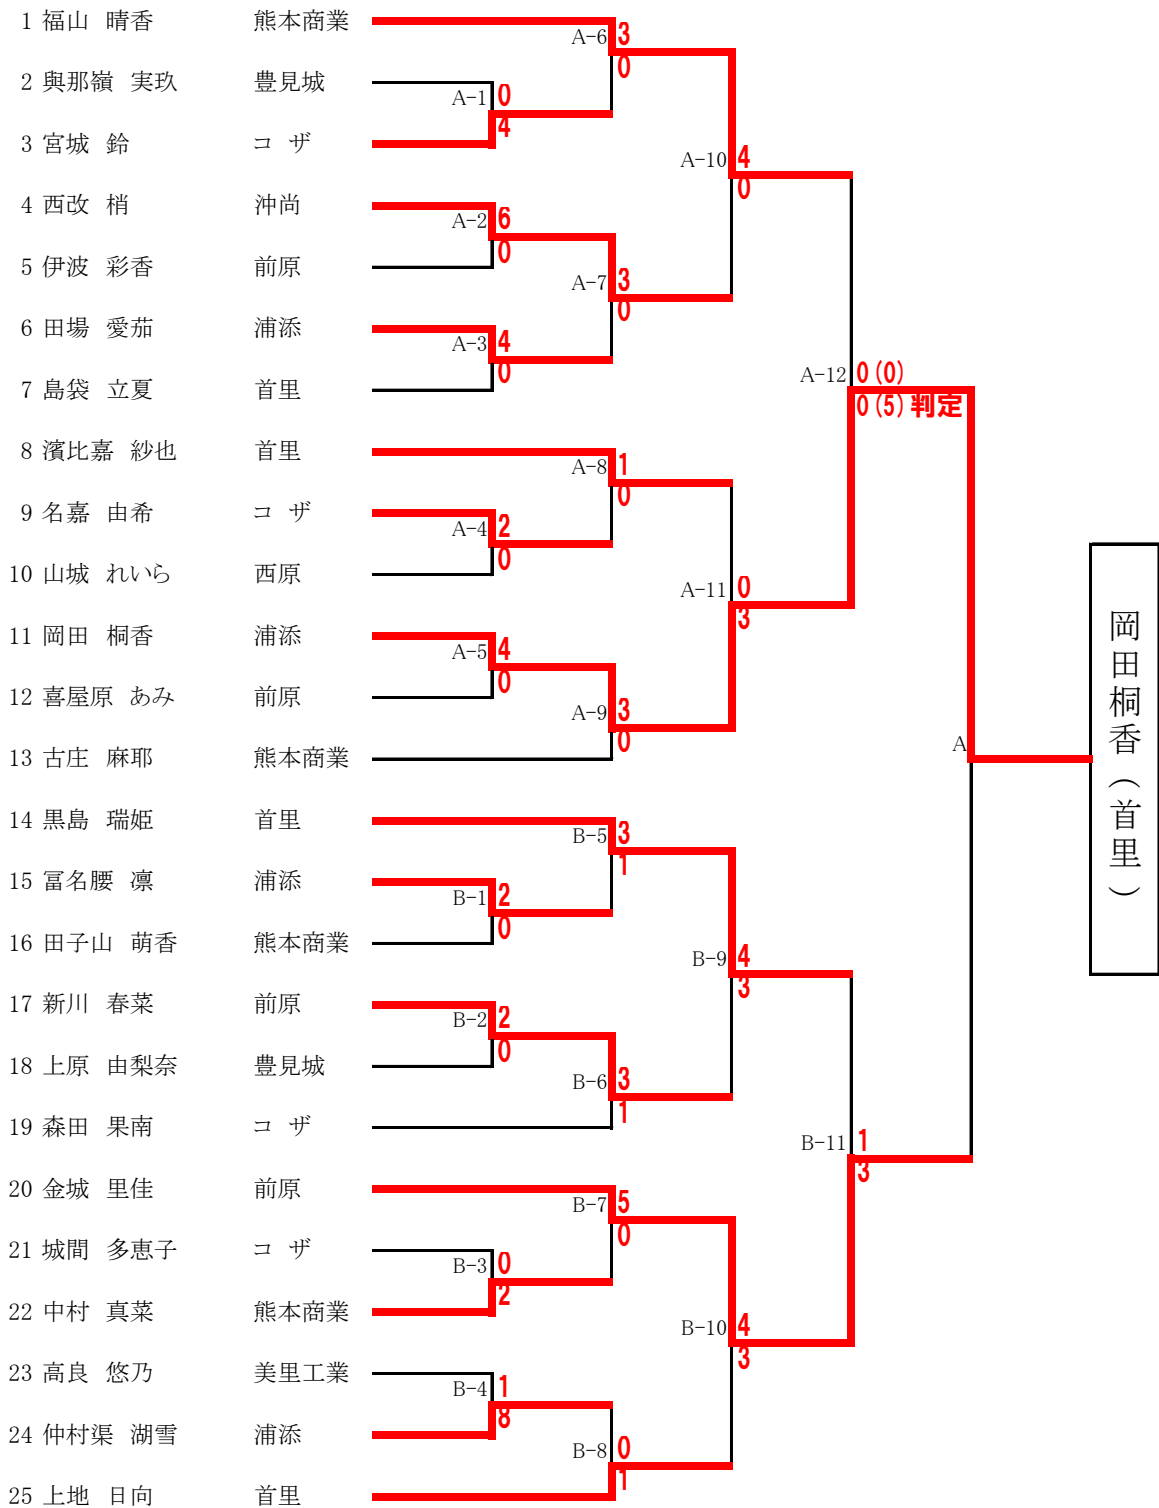 1 福山 晴香 熊本商業
2 與那嶺 実玖 豊見城
3 宮城 鈴 コ ザ
4 西改 梢 沖尚
5 伊波 彩香 前原
6 田場 愛茄 浦添
7 島袋 立夏 首里
8 濱比嘉 紗也 首里
9 名嘉 由希 コ ザ
10 山城 れいら 西原
11 岡田 桐香 浦添
12 喜屋原 あみ 前原
13 古庄 麻耶 熊本商業
14 黒島 瑞姫 首里
15 冨名腰 凛 浦添
16 田子山 萌香 熊本商業
17 新川 春菜 前原
18 上原 由梨奈 豊見城
19 森田 果南 コ ザ
20 金城 里佳 前原
21 城間 多恵子 コ ザ
22 中村 真菜 熊本商業
23 高良 悠乃 美里工業
24 仲村渠 湖雪 浦添
25 上地 日向 首里
A-1 0
4
A-2 6
0
A-3 4
0
A-4 2
0
A-5 4
0
B-1 2
0
B-2 2
0
B-3 0
2
B-4 1
8
A-6 3
0
A-7 3
0
A-8 1
0
A-9 3
0
B-5 3
1
B-6 3
1
B-7 5
0
B-8 0
1
A-10 4
0
A-11 0
3
B-9 4
3
B-10 4
3
A-12 0(0)
0(5)判定
B-11 1
3
A
岡田桐香(首里)